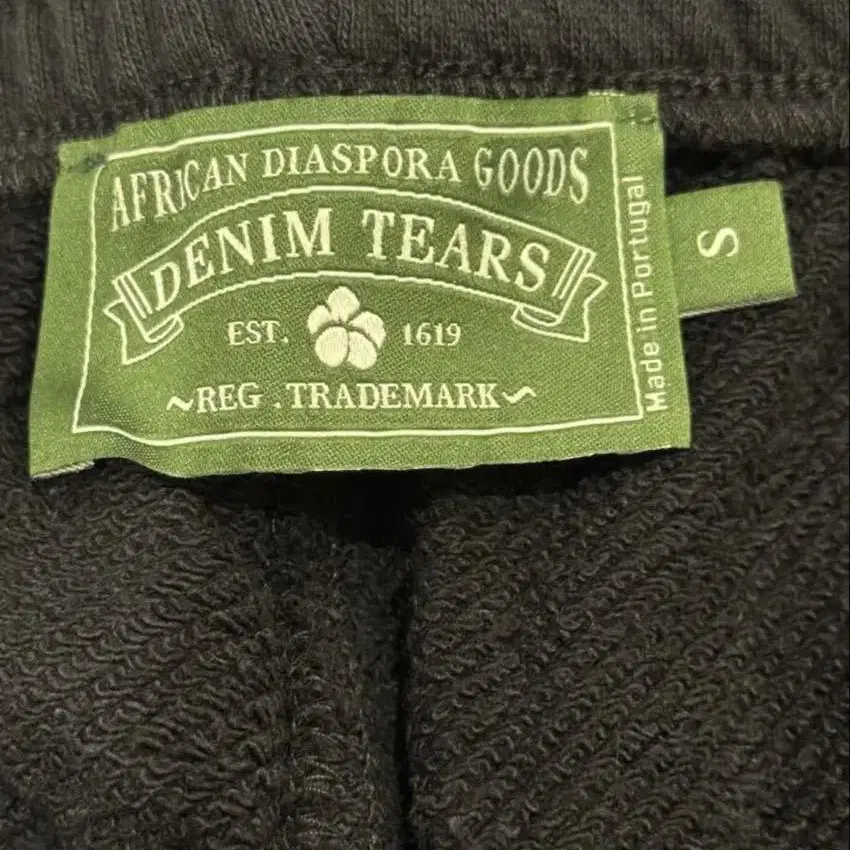 AFRICAN DIASPORA GOODS
DENIM TEARS
EST. 1619
~REG .TRADEMARK~
Made in Portugal
S